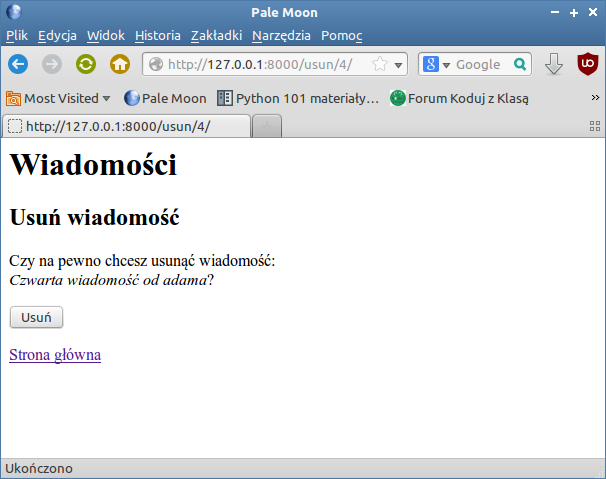 Pale Moon
Plik Edycja Widok Historia Zakładki Narzędzia Pomoc
http://127.0.0.1:8000/usun/4/ Google
Most Visited Pale Moon Python 101 materiały… Forum Koduj z Klasą »
http://127.0.0.1:8000/usun/4/
Wiadomości
Usuń wiadomość
Czy na pewno chcesz usunąć wiadomość:
Czwarta wiadomość od adama?
Usuń
Strona główna
Ukończono